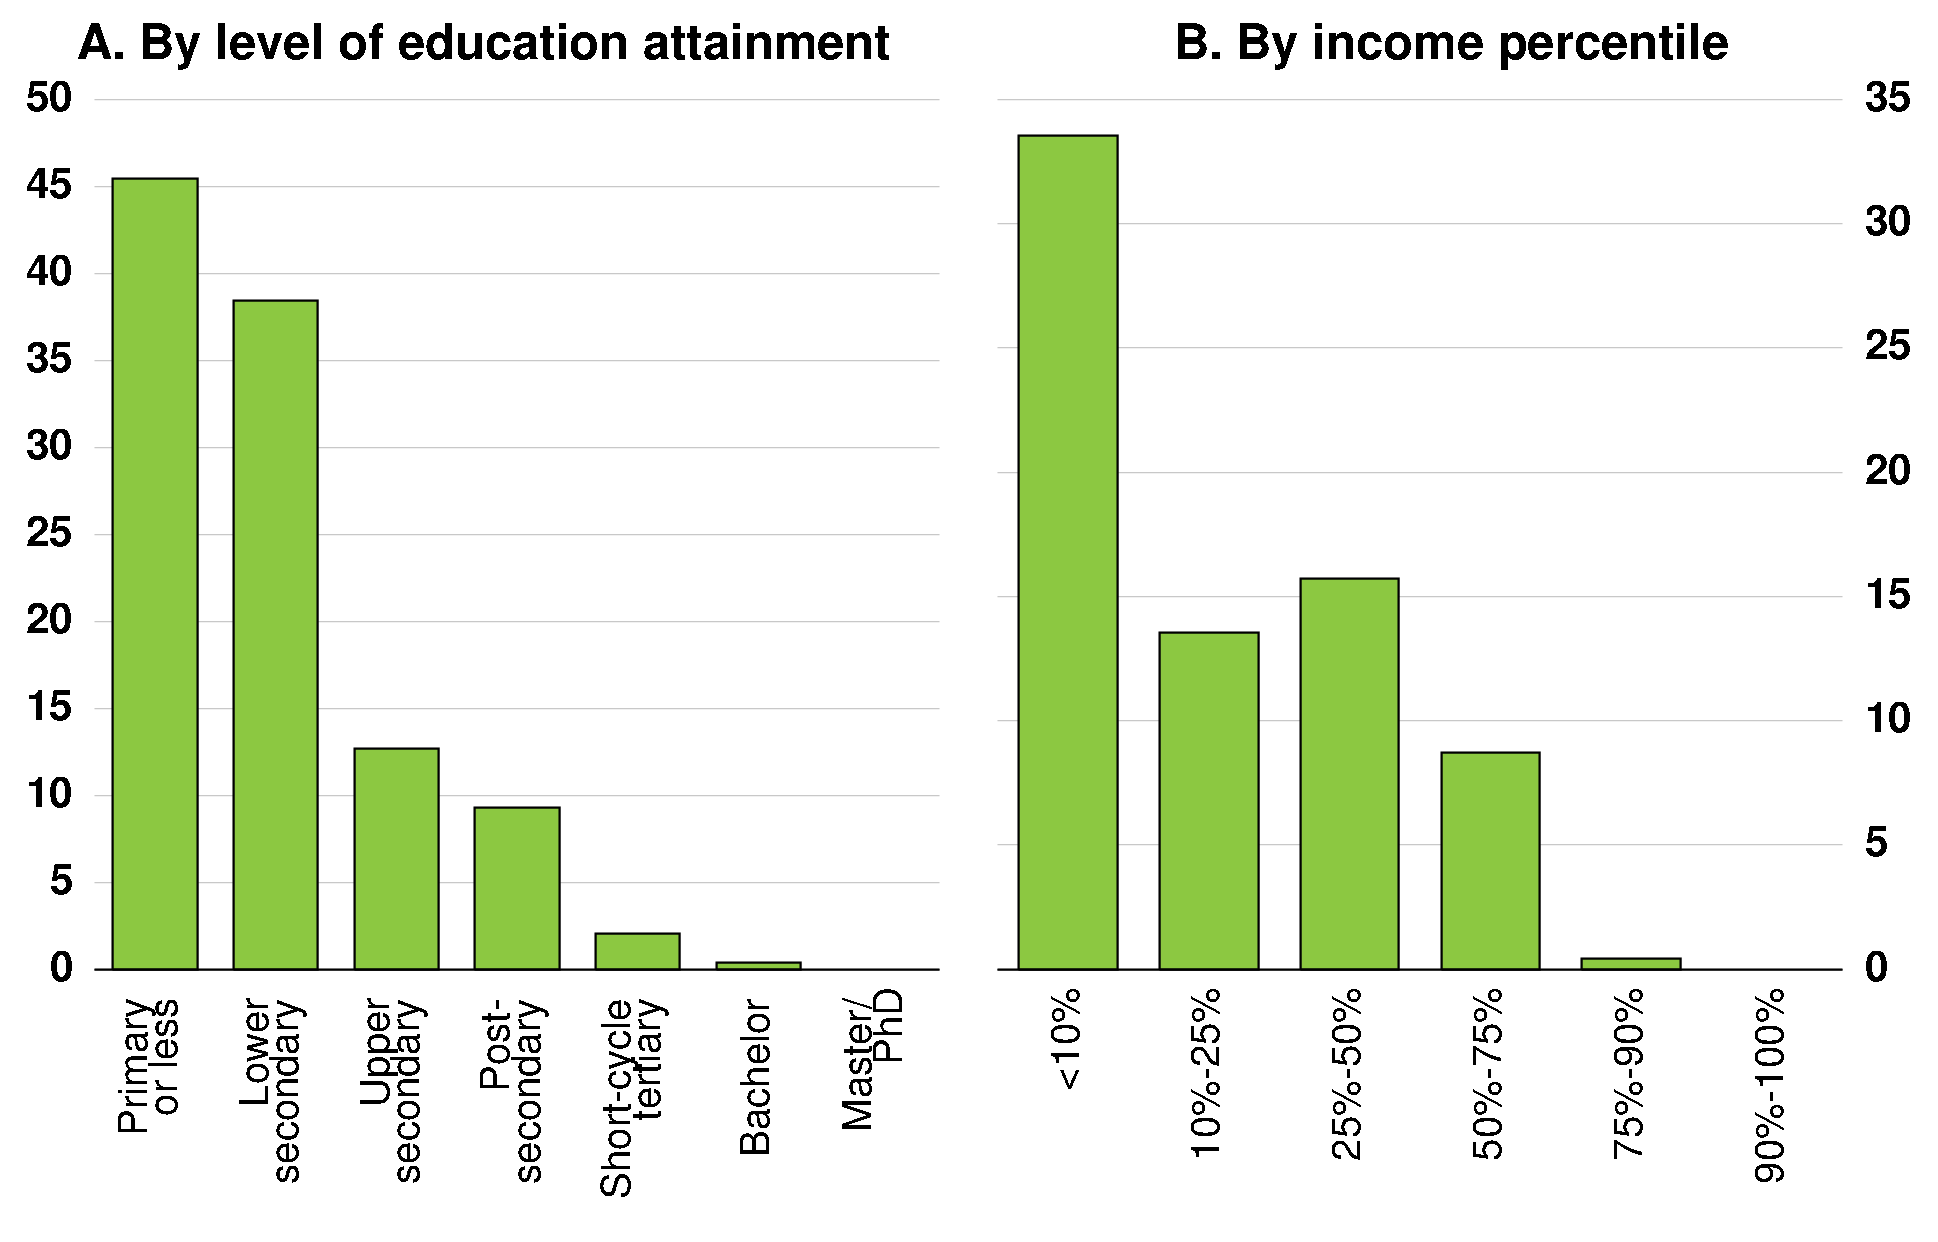 A. By level of education attainment
50
45
40
35
30
25
20
15
10
5
0
Primary
or less
Lower
secondary
Upper
secondary
Post-
secondary
Short-cycle
tertiary
Bachelor
Master/
PhD
B. By income percentile
35
30
25
20
15
10
5
0
<10%
10%-25%
25%-50%
50%-75%
75%-90%
90%-100%